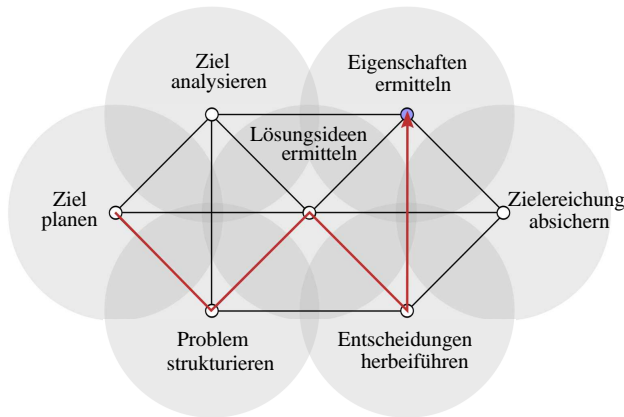 Ziel
analysieren
Eigenschaften
ermitteln
Lösungsideen
ermitteln
Ziel
planen
Zielereichung
absichern
Problem
strukturieren
Entscheidungen
herbeiführen